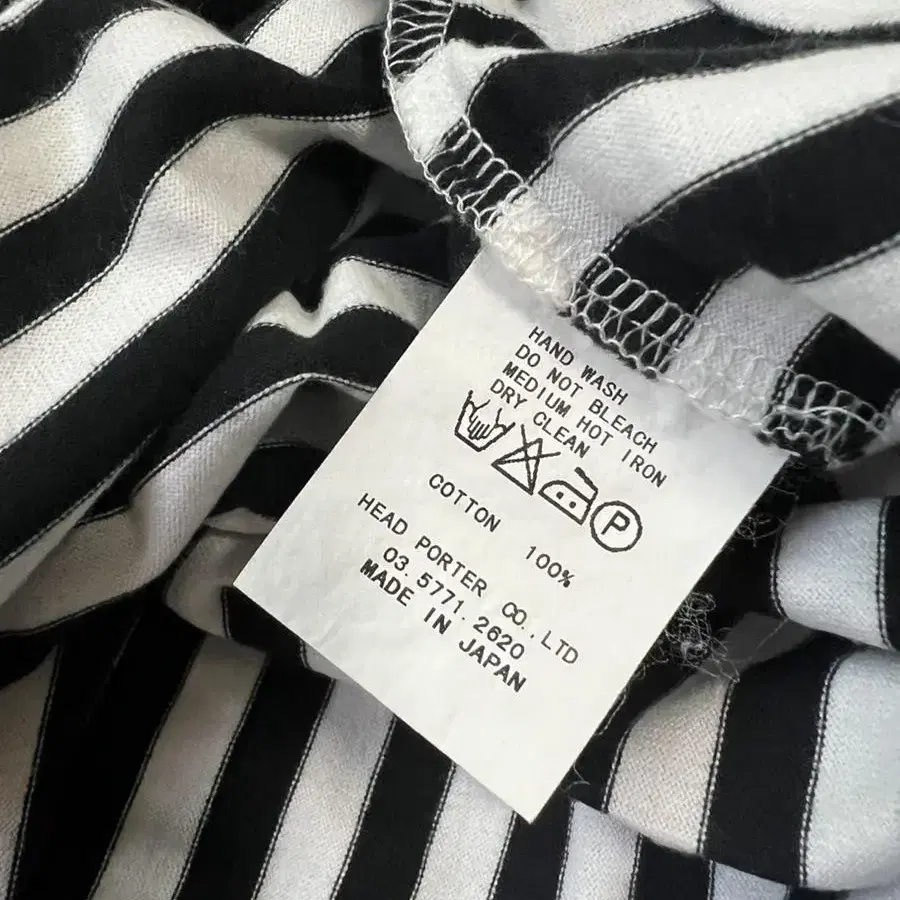 HAND WASH
DO NOT BLEACH
MEDIUM HOT IRON
DRY CLEAN
P
COTTON 100%
HEAD PORTER CO.,LTD
03.5771.2620
MADE IN JAPAN